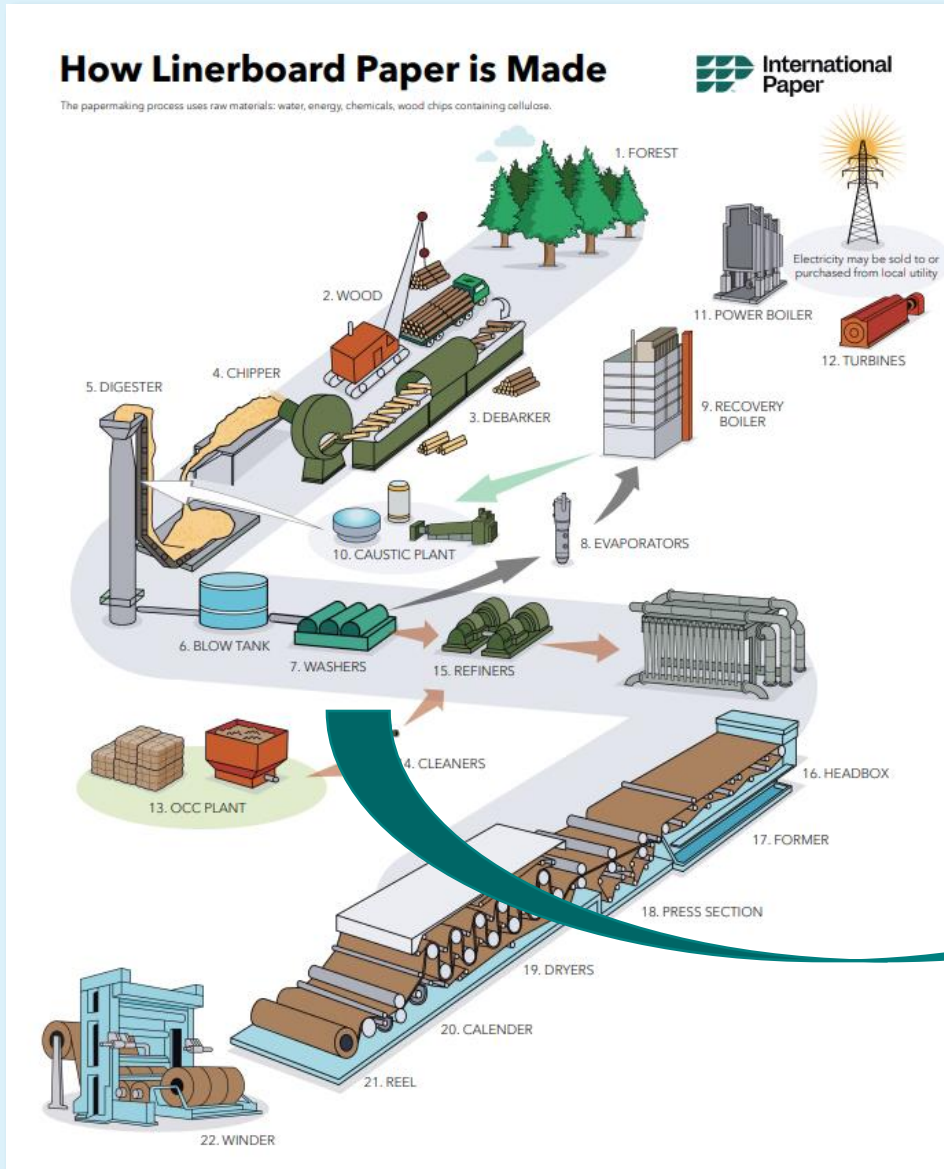 How Linerboard Paper is Made
International
Paper
The papermaking process uses raw materials: water, energy, chemicals, wood chips containing cellulose.
1. FOREST
Electricity may be sold to or
purchased from local utility
2. WOOD
11. POWER BOILER
12. TURBINES
5. DIGESTER
4. CHIPPER
3. DEBARKER
9. RECOVERY
BOILER
10. CAUSTIC PLANT
8. EVAPORATORS
6. BLOW TANK
7. WASHERS
15. REFINERS
4. CLEANERS
13. OCC PLANT
16. HEADBOX
17. FORMER
18. PRESS SECTION
19. DRYERS
20. CALENDER
21. REEL
22. WINDER